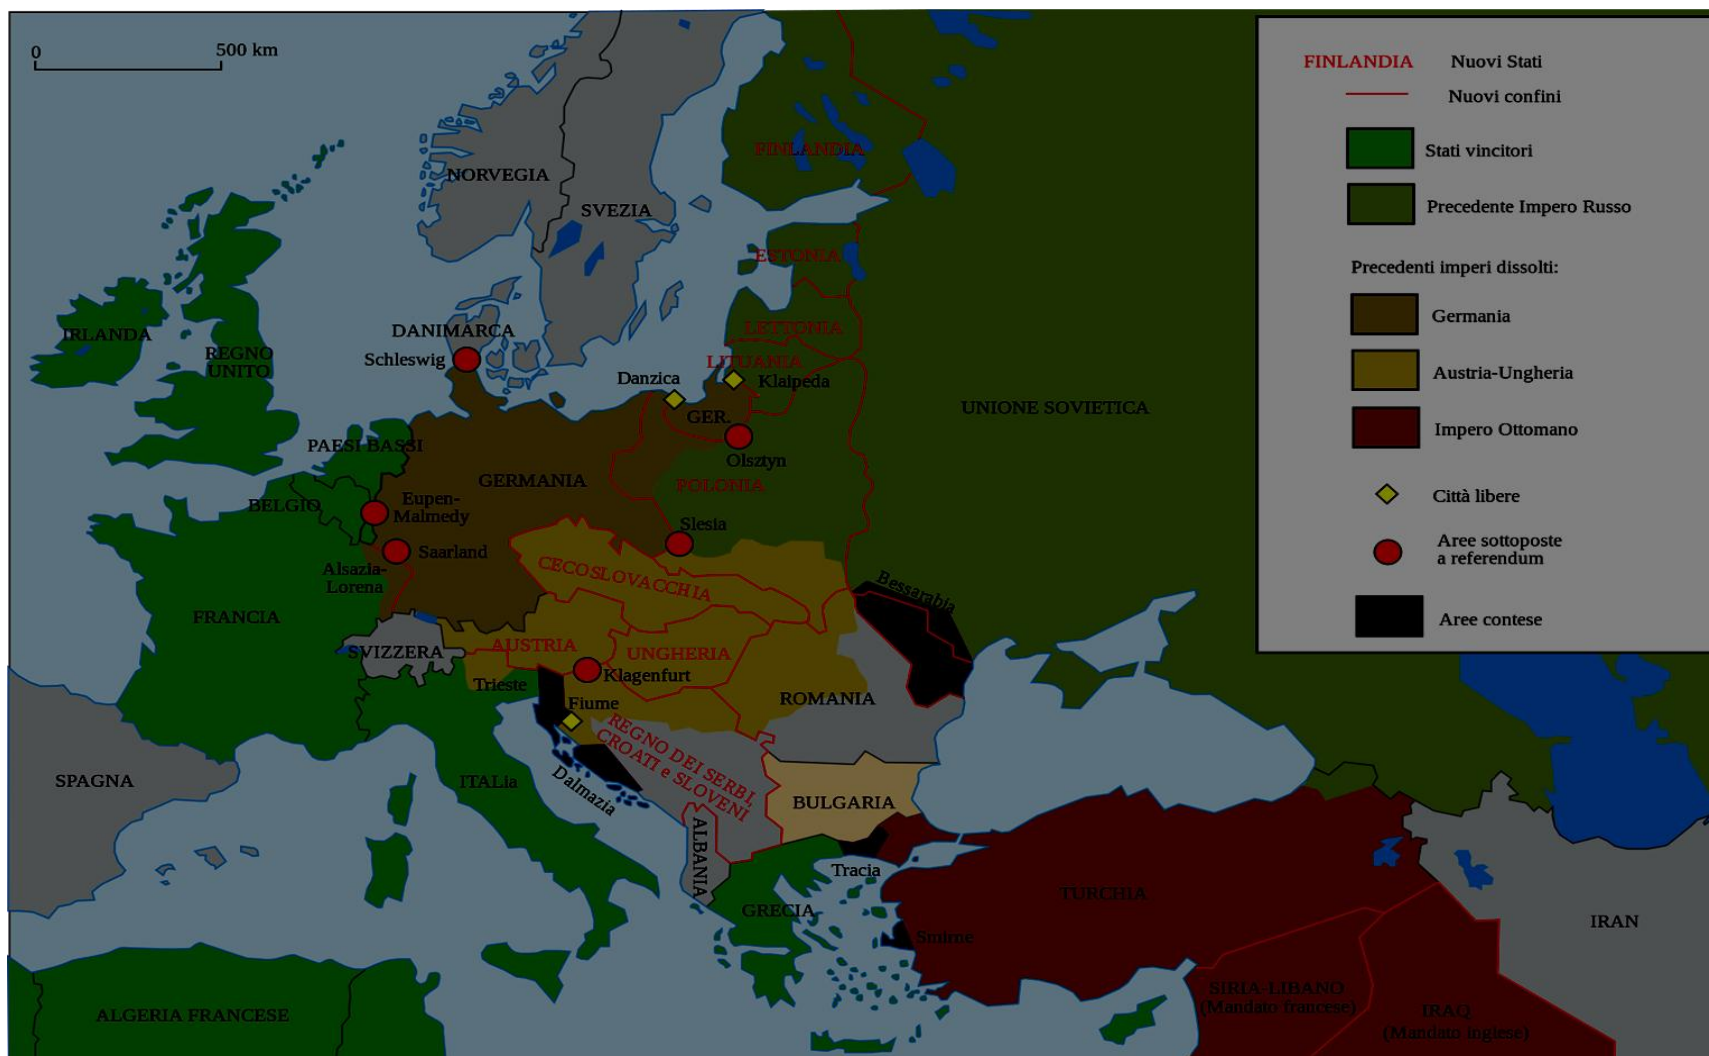 0
500 km
FINLANDIA
Nuovi Stati
Nuovi confini
Stati vincitori
Precedente Impero Russo
Precedenti imperi dissolti:
Germania
Austria-Ungheria
Impero Ottomano
Città libere
Aree sottoposte
a referendum
Aree contese
NORVEGIA
SVEZIA
FINLANDIA
ESTONIA
LETTONIA
LITUANIA
IRLANDA
REGNO
UNITO
DANIMARCA
Schleswig
Danzica
Klaipeda
GER.
Olsztyn
UNIONE SOVIETICA
PAESI BASSI
BELGIO
Eupen-
Malmedy
GERMANIA
POLONIA
Slesia
Saarland
Alsazia-
Lorena
CECOSLOVACCHIA
Bessarabia
FRANCIA
SVIZZERA
AUSTRIA
UNGHERIA
Trieste
Klagenfurt
Fiume
ROMANIA
REGNO DEI SERBI,
CROATI e
SLOVENI
SPAGNA
ITALia
Dalmazia
BULGARIA
ALBANIA
Tracia
TURCHIA
GRECIA
Smirne
IRAN
ALGERIA FRANCESE
SIRIA-LIBANO
(Mandato francese)
IRAQ
(Mandato inglese)